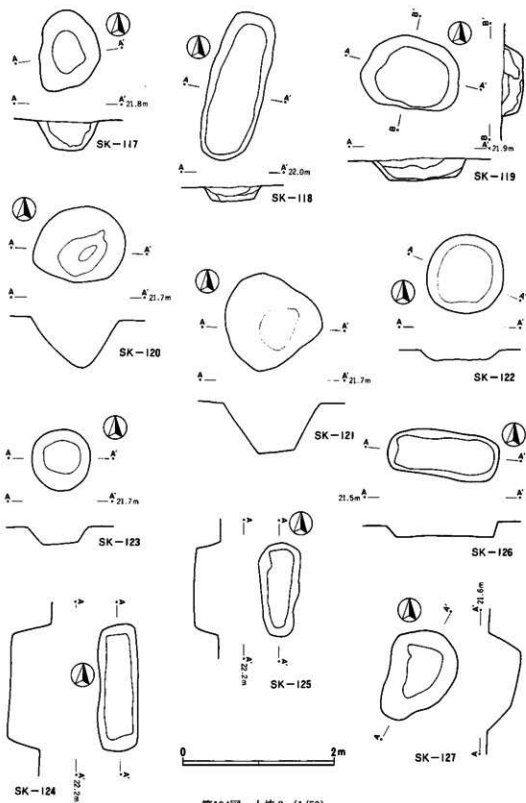 A A'
A A' 21.8m
SK-117
A A'
A A' 22.0m
SK-118
B' B'
A A'
B B
A A' 21.9m
SK-119
A A'
A A' 21.7m
SK-120
A A'
A A' 21.7m
SK-121
A A'
A A'
SK-122
A A'
A A' 21.7m
SK-123
A A'
21.5m A A'
SK-126
A A
A' A'
22.2m
SK-125
A A
A' A'
22.2m
SK-124
A' A' 21.6m
A A
SK-127
0 2m